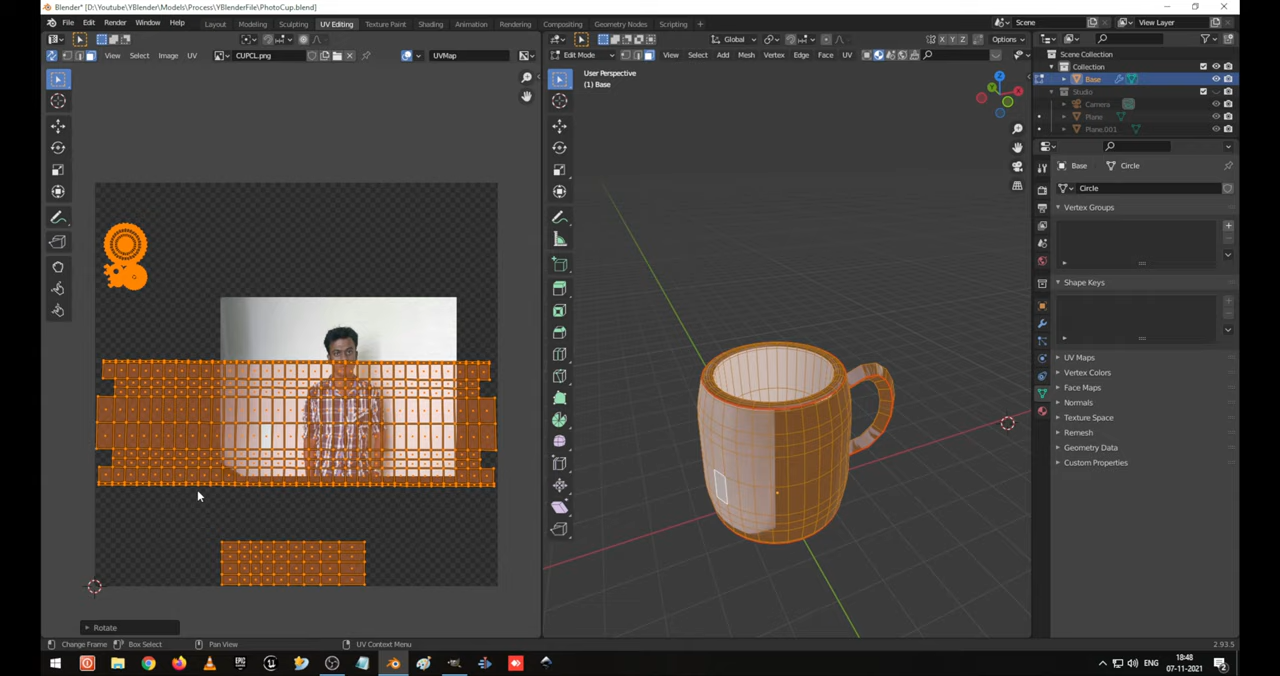 Blender* [D:\Youtube\YBlender\Models\Process\YBlenderFile\PhotoCup.blend]
File Edit Render Window Help Layout Modeling Sculpting UV Editing Texture Paint Shading Animation Rendering Compositing Geometry Nodes Scripting + Scene View Layer
Global Options
View Select Image UV CUPCL.png UVMap Edit Mode View Select Add Mesh Vertex Edge Face UV
Scene Collection
Collection
Base
Studio
Camera
Plane
Plane.001
User Perspective
(1) Base
Z
X
Y
Base Circle
Circle
Vertex Groups
Shape Keys
UV Maps
Vertex Colors
Face Maps
Normals
Texture Space
Remesh
Geometry Data
Custom Properties
Rotate
Change Frame Box Select Pan View UV Context Menu 2.93.5
ENG 18:48
07-11-2021